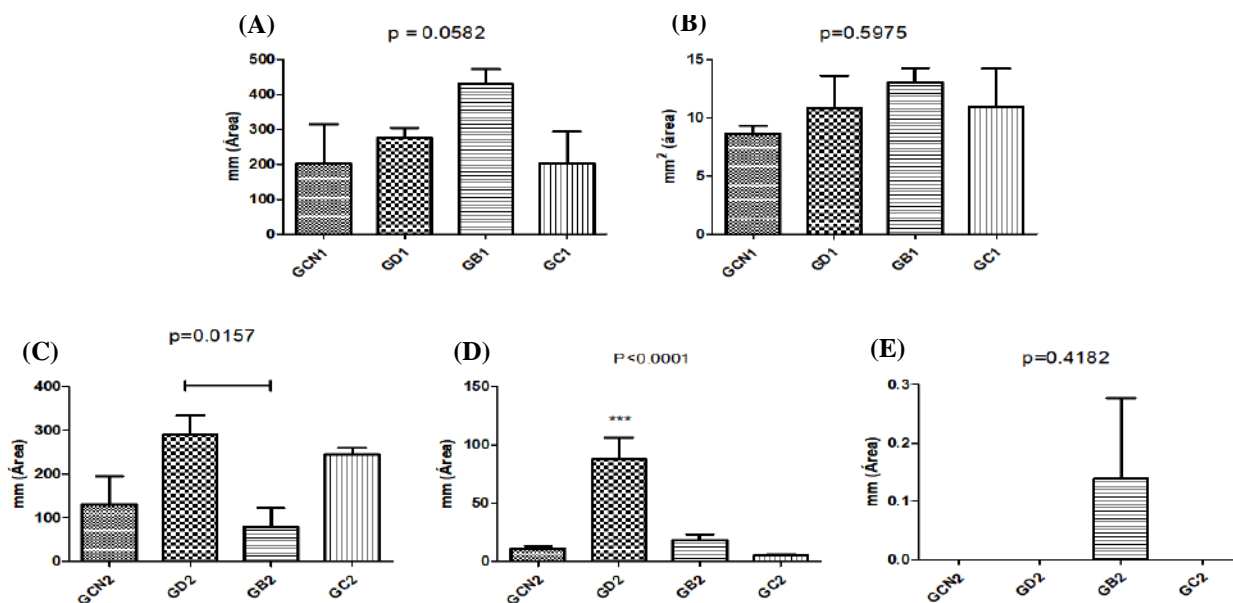 (A)
p = 0.0582
mm (Área)
500
400
300
200
100
0
GCN1
GD1
GB1
GC1
(B)
p=0.5975
mm² (área)
15
10
5
0
GCN1
GD1
GB1
GC1
(C)
p=0.0157
mm (Área)
400
300
200
100
0
GCN2
GD2
GB2
GC2
(D)
P<0.0001
mm (Área)
150
100
50
0
***
GCN2
GD2
GB2
GC2
(E)
p=0.4182
mm (Área)
0.3
0.2
0.1
0.0
GCN2
GD2
GB2
GC2